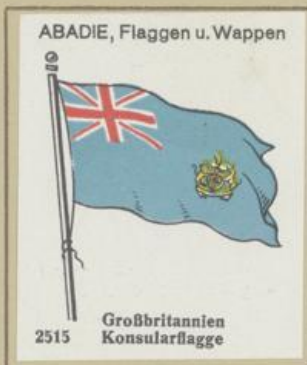 ABADIE, Flaggen u. Wappen
Großbritannien
2515 Konsularflagge